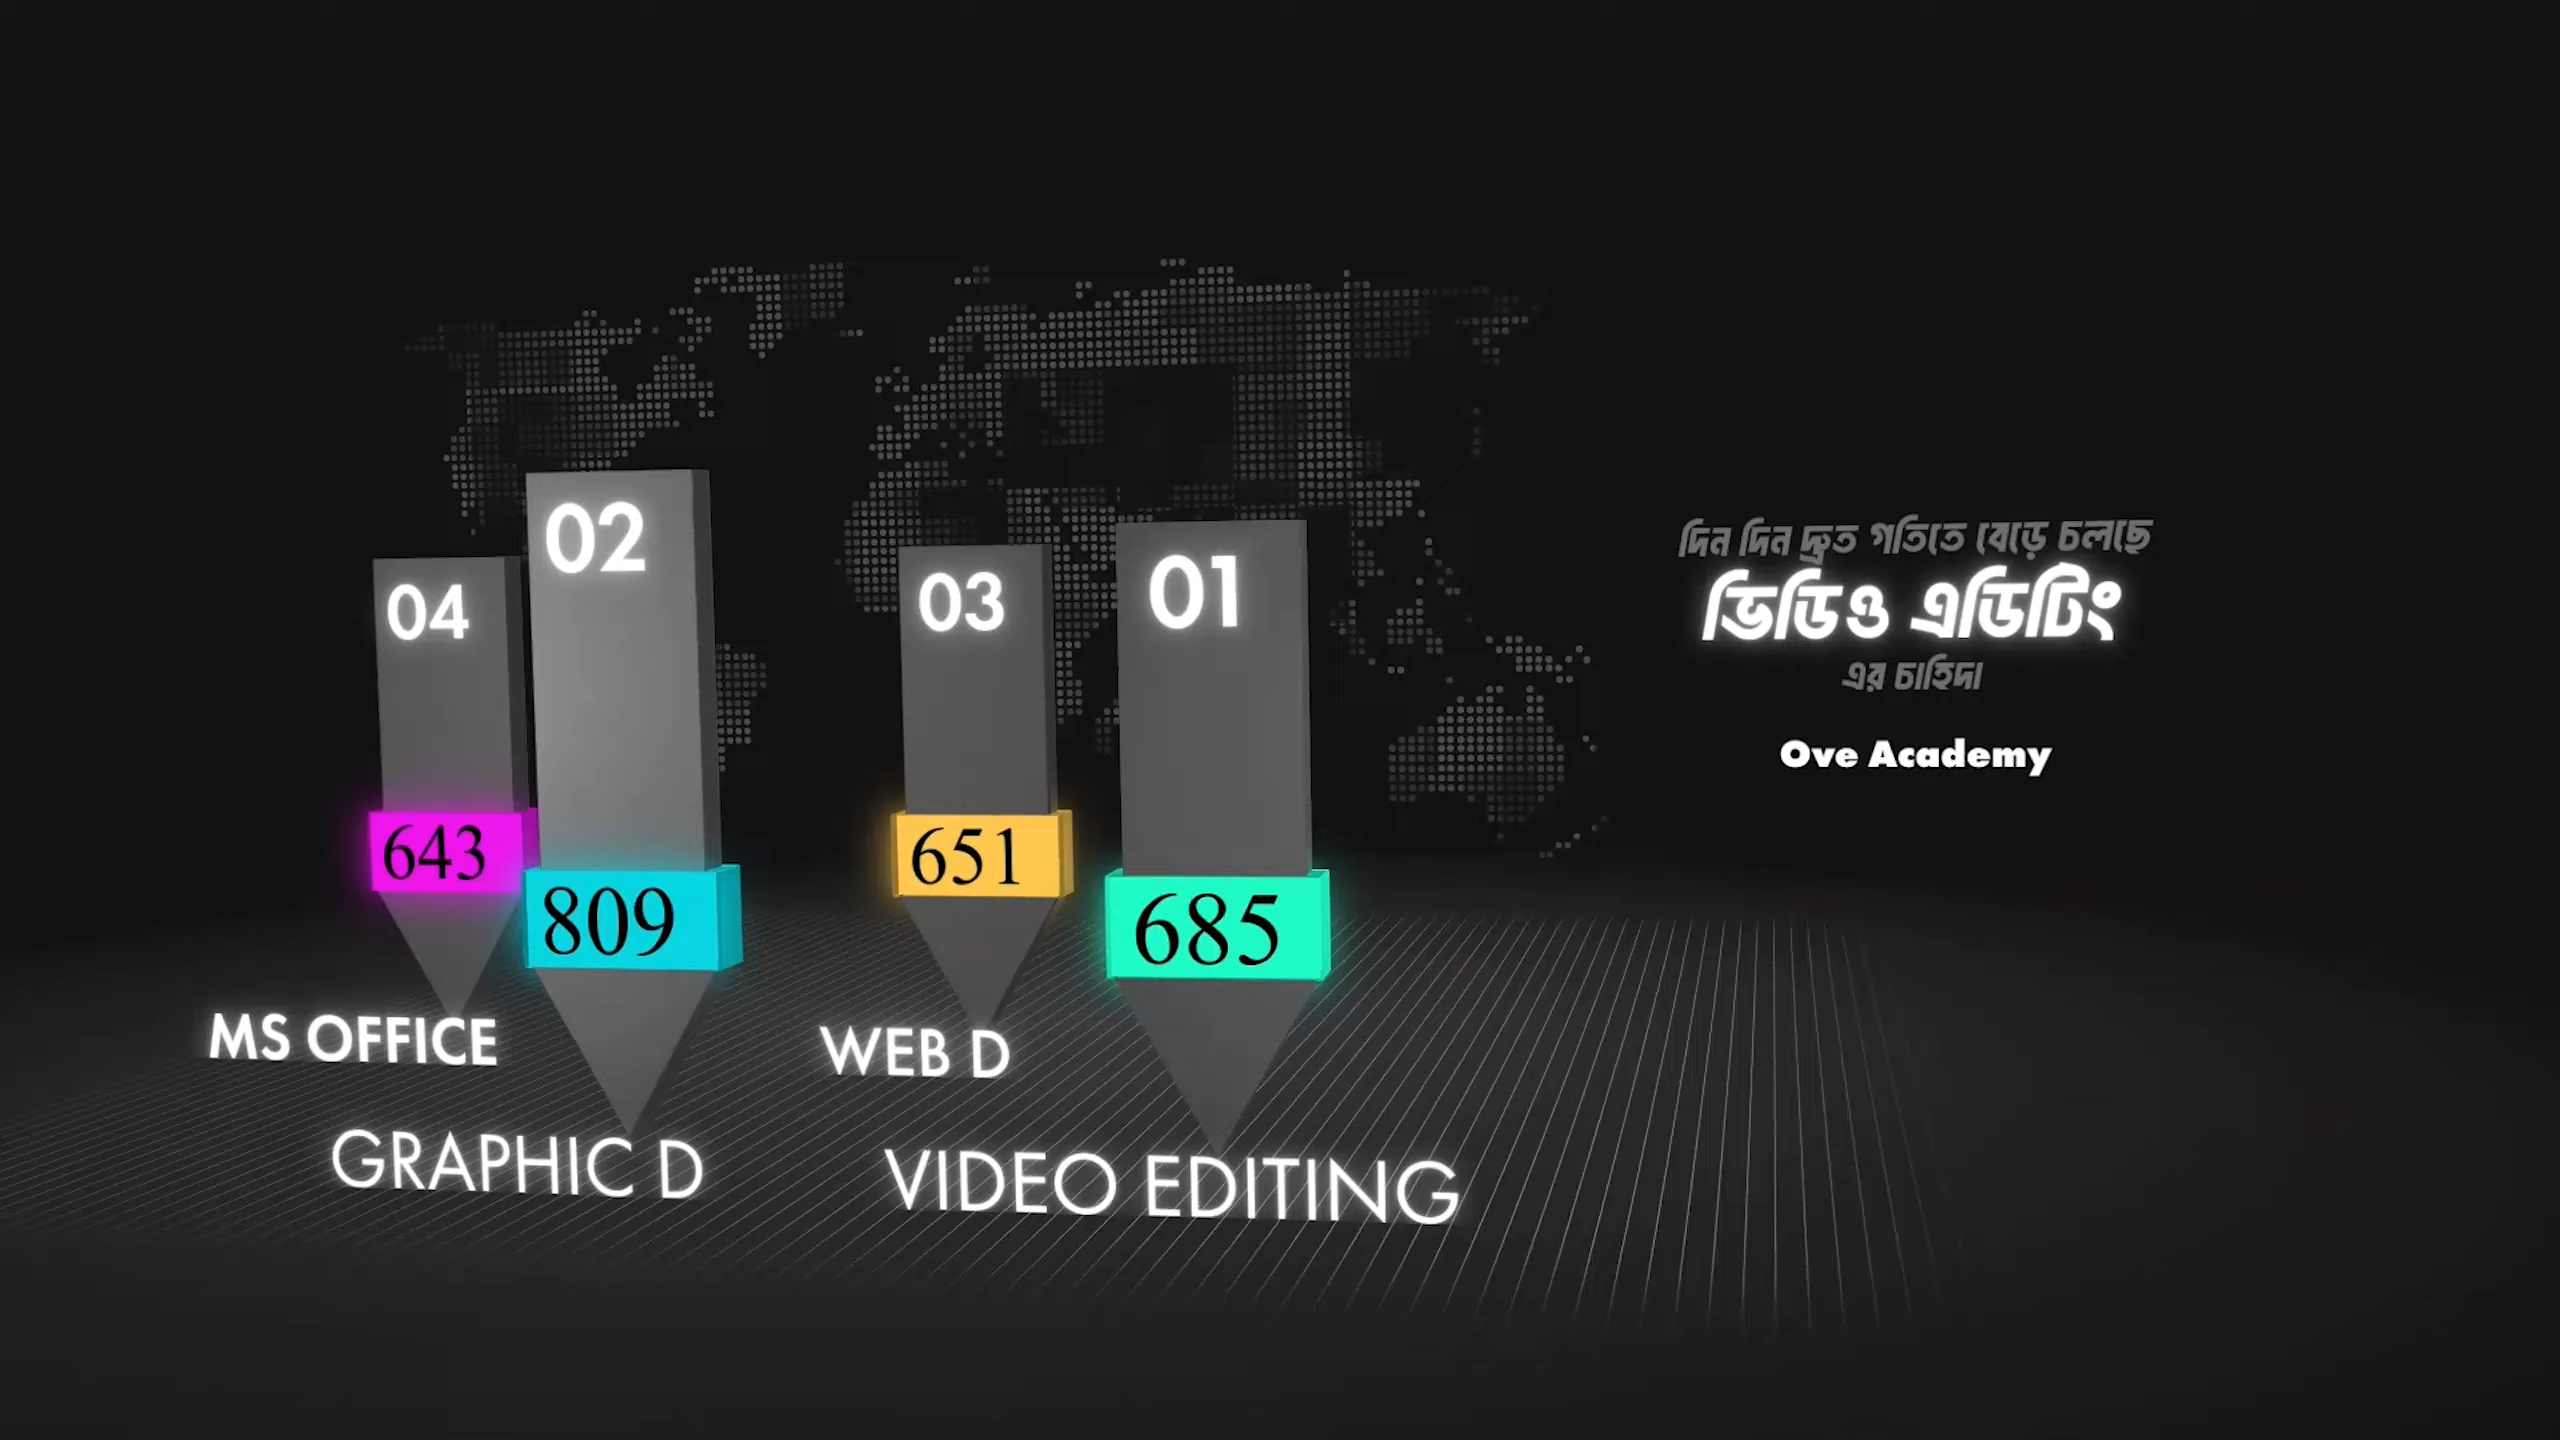 04
02
03
01
643
809
651
685
MS OFFICE
GRAPHIC D
WEB D
VIDEO EDITING
দিন দিন দ্রুত গতিতে বেড়ে চলছে
ভিডিও এডিটিং
এর চাহিদা
Ove Academy